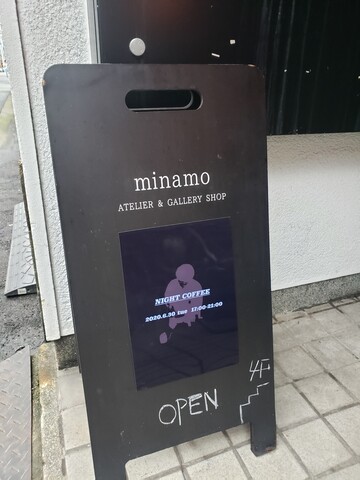 minamo
ATELIER & GALLERY SHOP
NIGHT COFFEE
2020.6.30 Tue 17:00-21:00
4F
OPEN